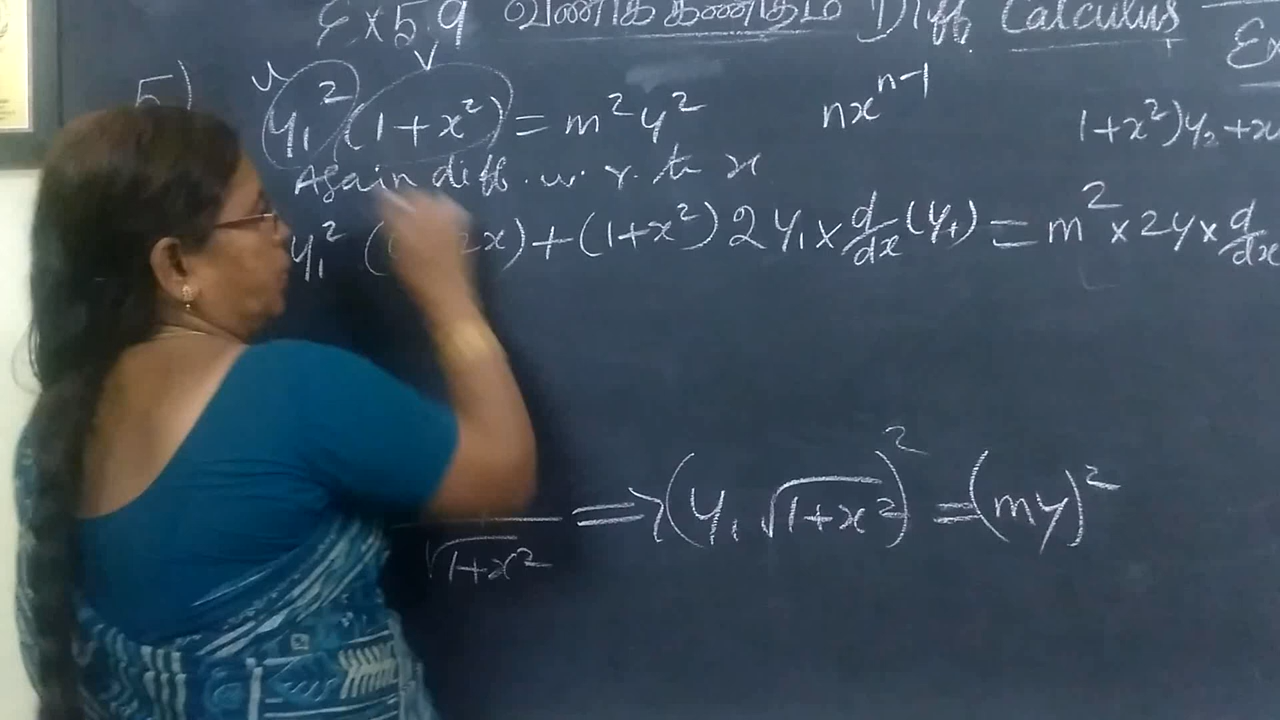 Ex 5.9 வணிக கணிதம் Diff. Calculus Ex
5)
u v
y₁² (1+x²) = m²y² nxⁿ⁻¹ 1+x²)y₂+x
Again diff. w. r. to x
y₁² ( 2x)+(1+x²) 2y₁ × d/dx (y₁) = m² × 2y × d/dx
√1+x² => (y₁ √1+x²)² = (my)²